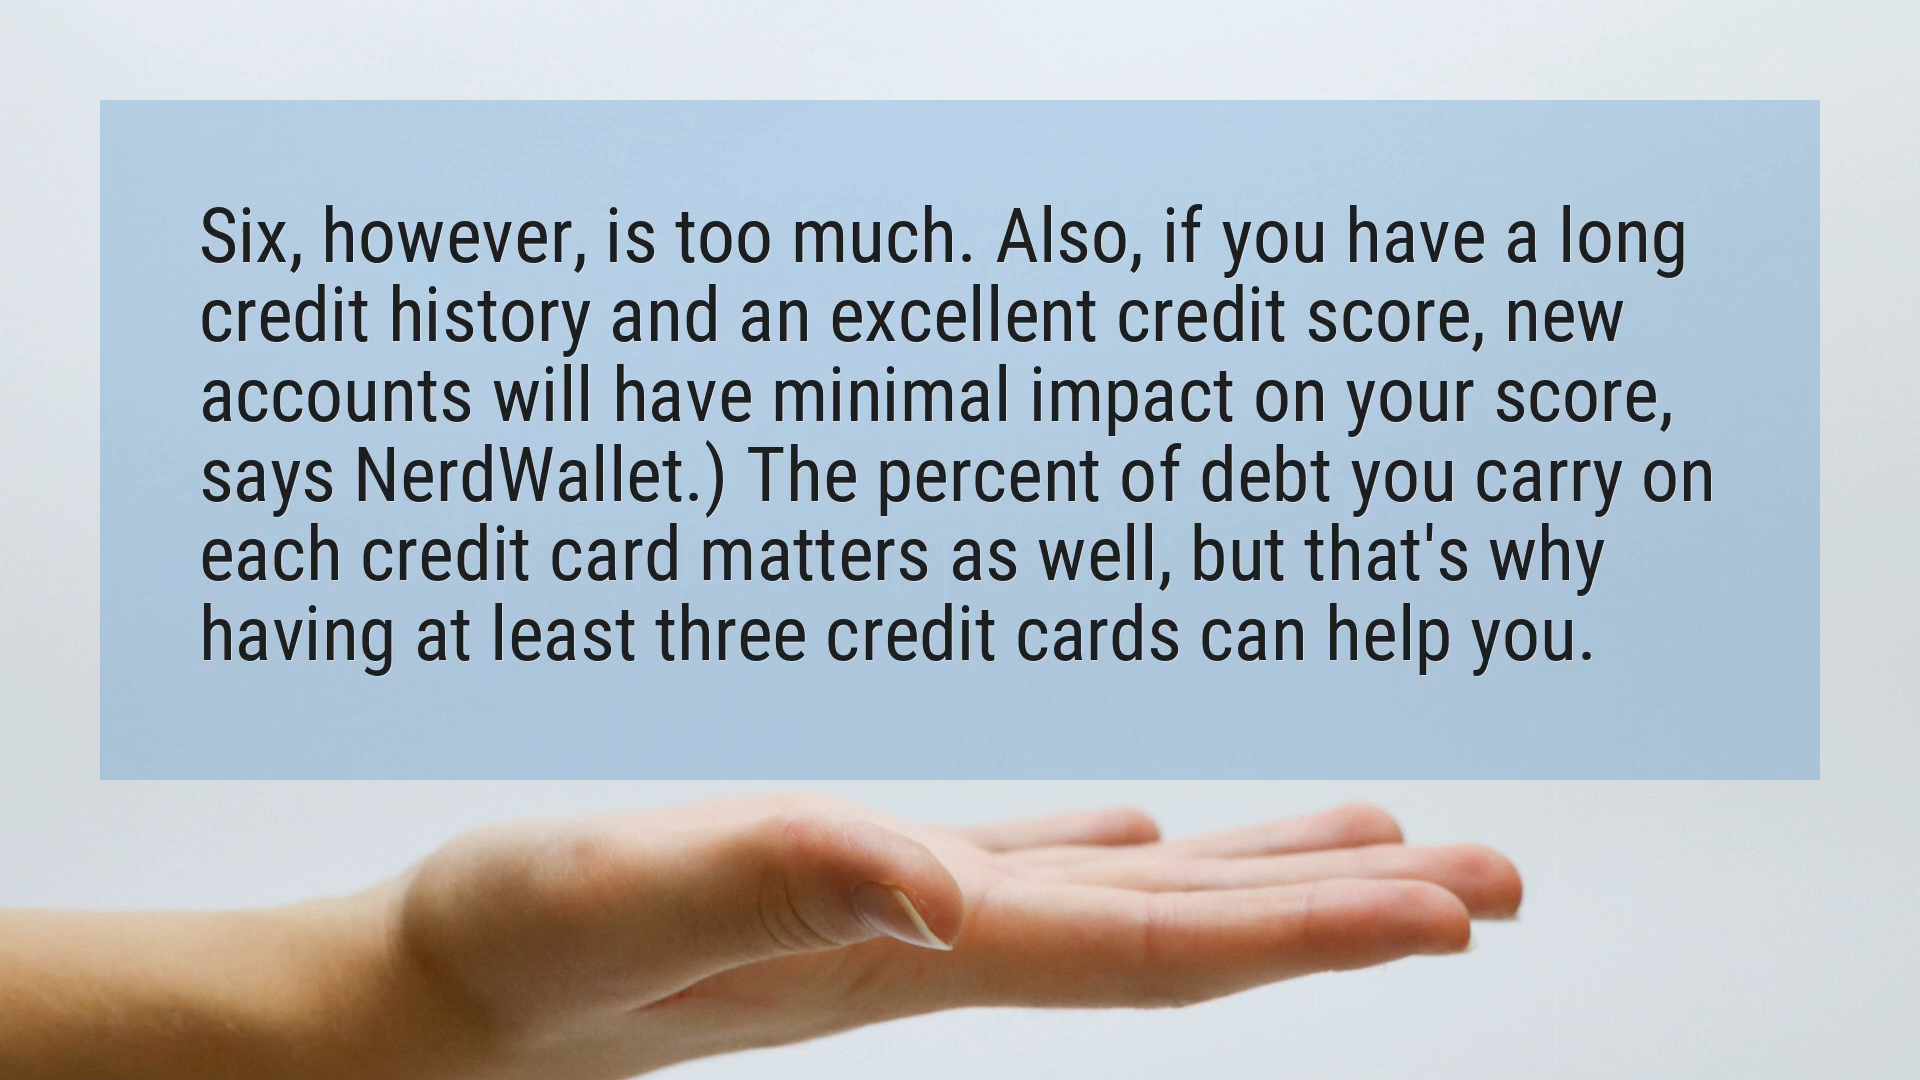 Six, however, is too much. Also, if you have a long
credit history and an excellent credit score, new
accounts will have minimal impact on your score,
says NerdWallet.) The percent of debt you carry on
each credit card matters as well, but that's why
having at least three credit cards can help you.